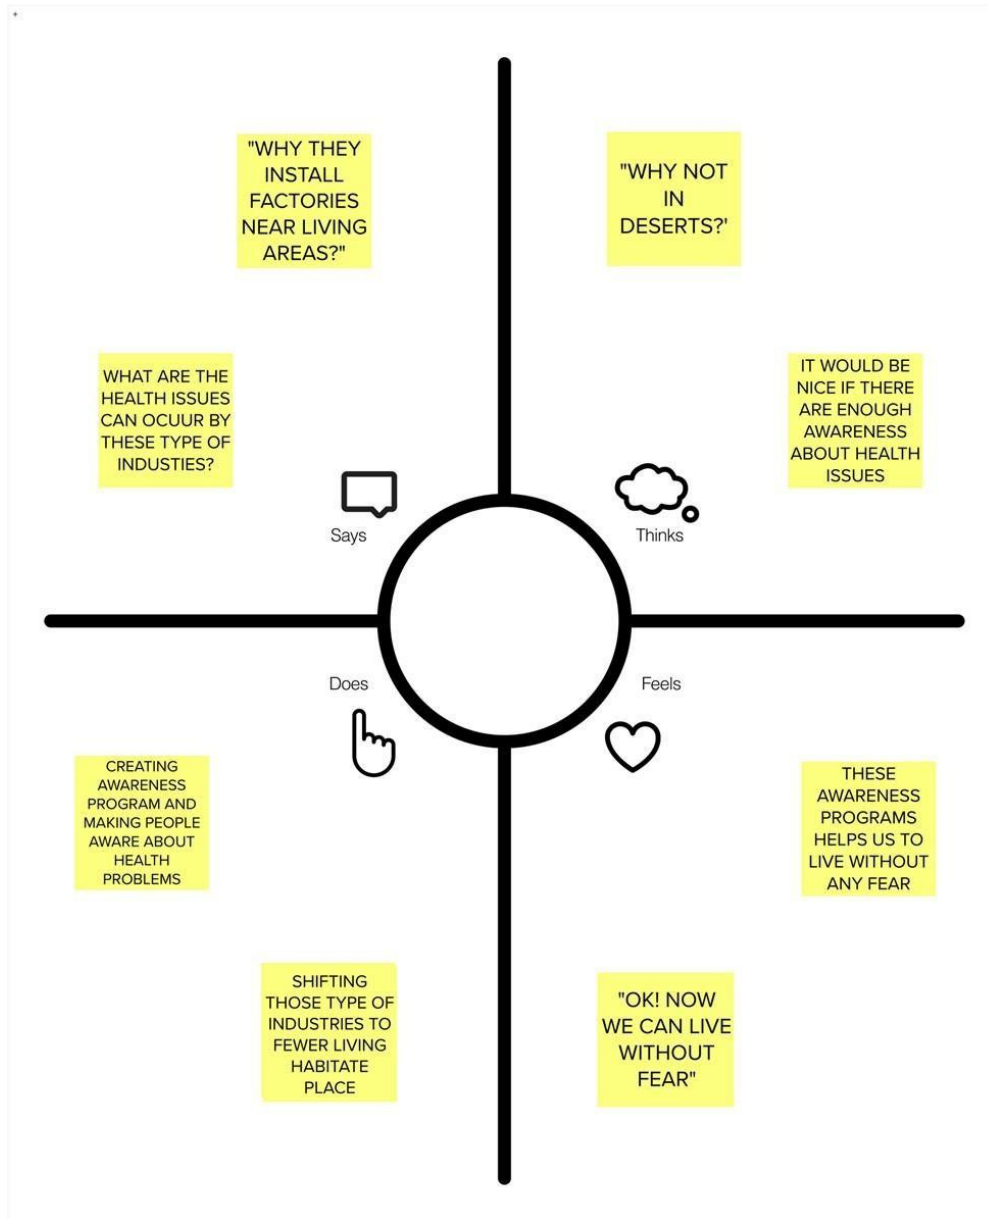 "WHY THEY
INSTALL
FACTORIES
NEAR LIVING
AREAS?"
WHAT ARE THE
HEALTH ISSUES
CAN OCUUR BY
THESE TYPE OF
INDUSTIES?
Says
"WHY NOT
IN
DESERTS?'
IT WOULD BE
NICE IF THERE
ARE ENOUGH
AWARENESS
ABOUT HEALTH
ISSUES
Thinks
Does
CREATING
AWARENESS
PROGRAM AND
MAKING PEOPLE
AWARE ABOUT
HEALTH
PROBLEMS
SHIFTING
THOSE TYPE OF
INDUSTRIES TO
FEWER LIVING
HABITATE
PLACE
Feels
THESE
AWARENESS
PROGRAMS
HELPS US TO
LIVE WITHOUT
ANY FEAR
"OK! NOW
WE CAN LIVE
WITHOUT
FEAR"